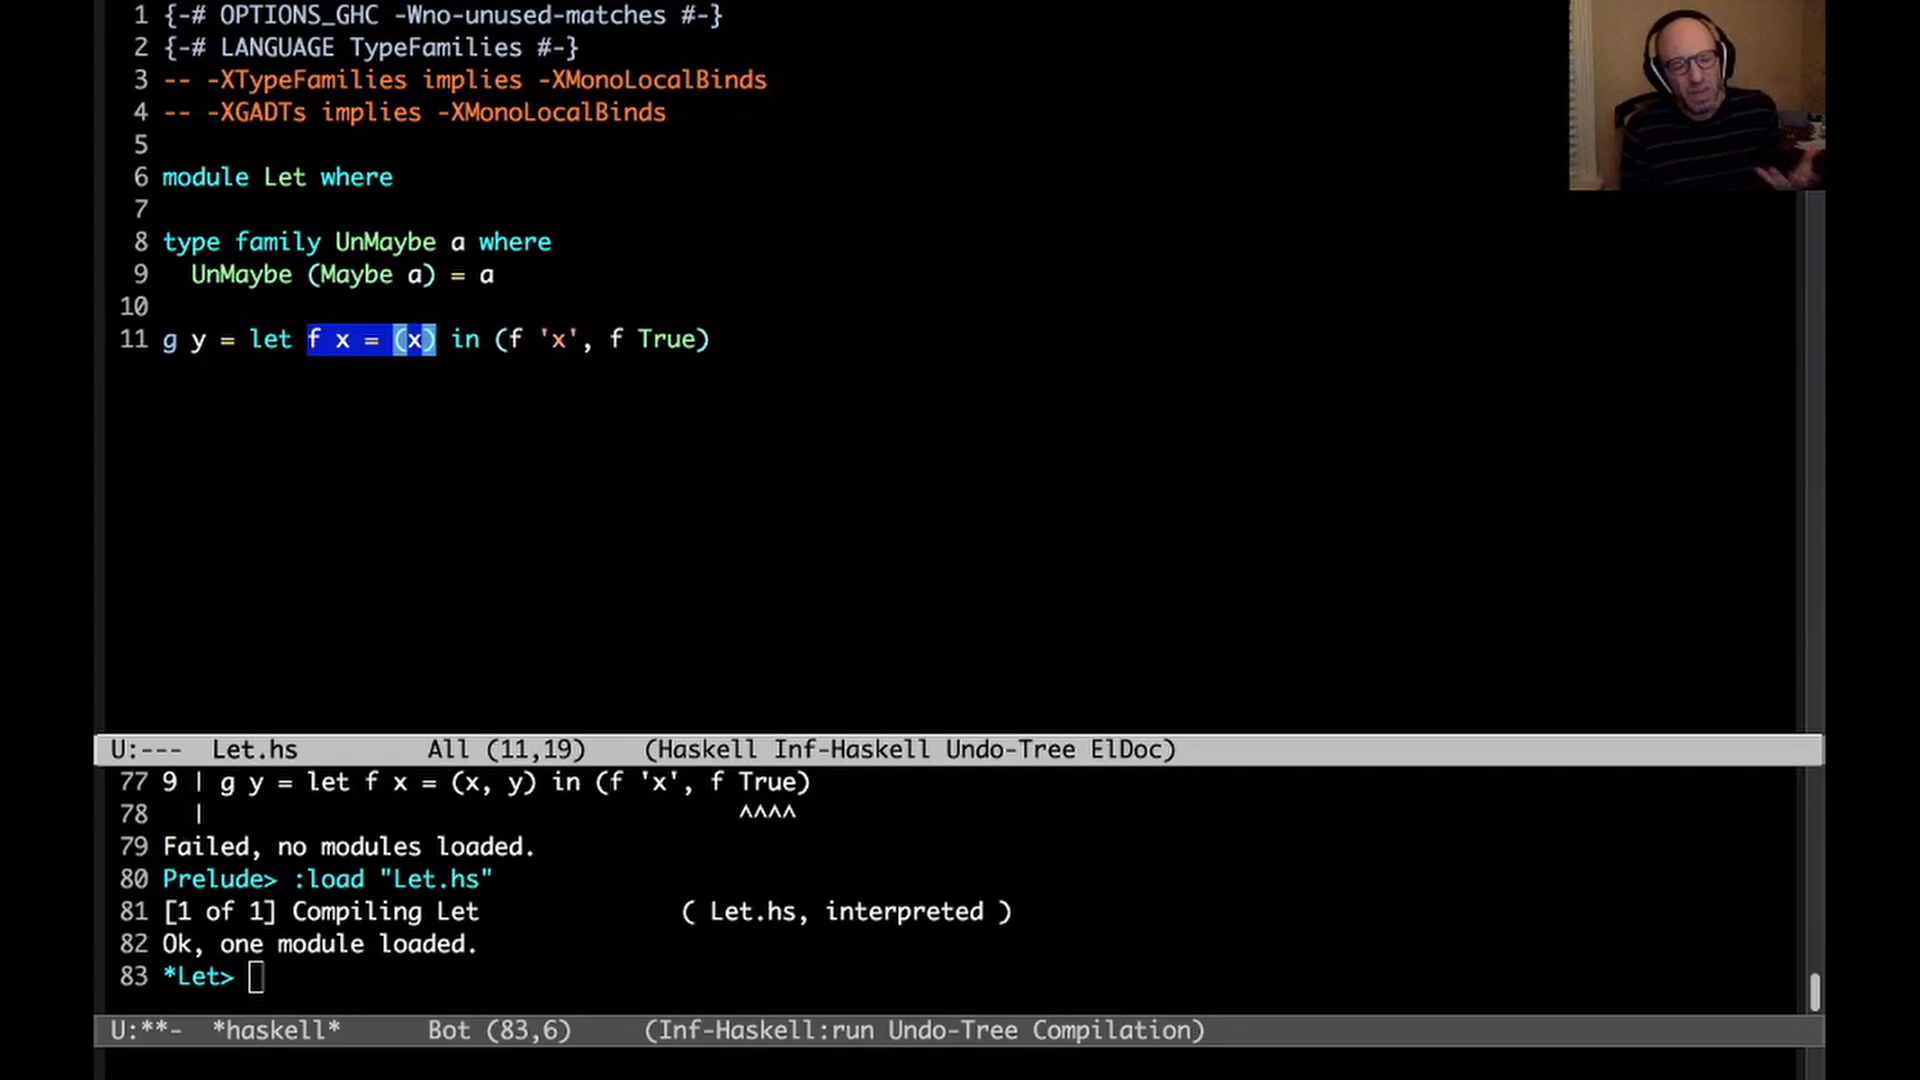 1 {-# OPTIONS_GHC -Wno-unused-matches #-}
2 {-# LANGUAGE TypeFamilies #-}
3 -- -XTypeFamilies implies -XMonoLocalBinds
4 -- -XGADTs implies -XMonoLocalBinds
5
6 module Let where
7
8 type family UnMaybe a where
9   UnMaybe (Maybe a) = a
10
11 g y = let f x = (x) in (f 'x', f True)
U:--- Let.hs All (11,19) (Haskell Inf-Haskell Undo-Tree ElDoc)
77 9 | g y = let f x = (x, y) in (f 'x', f True)
78   |                                     ^^^^
79 Failed, no modules loaded.
80 Prelude> :load "Let.hs"
81 [1 of 1] Compiling Let ( Let.hs, interpreted )
82 Ok, one module loaded.
83 *Let>
U:**- *haskell* Bot (83,6) (Inf-Haskell:run Undo-Tree Compilation)